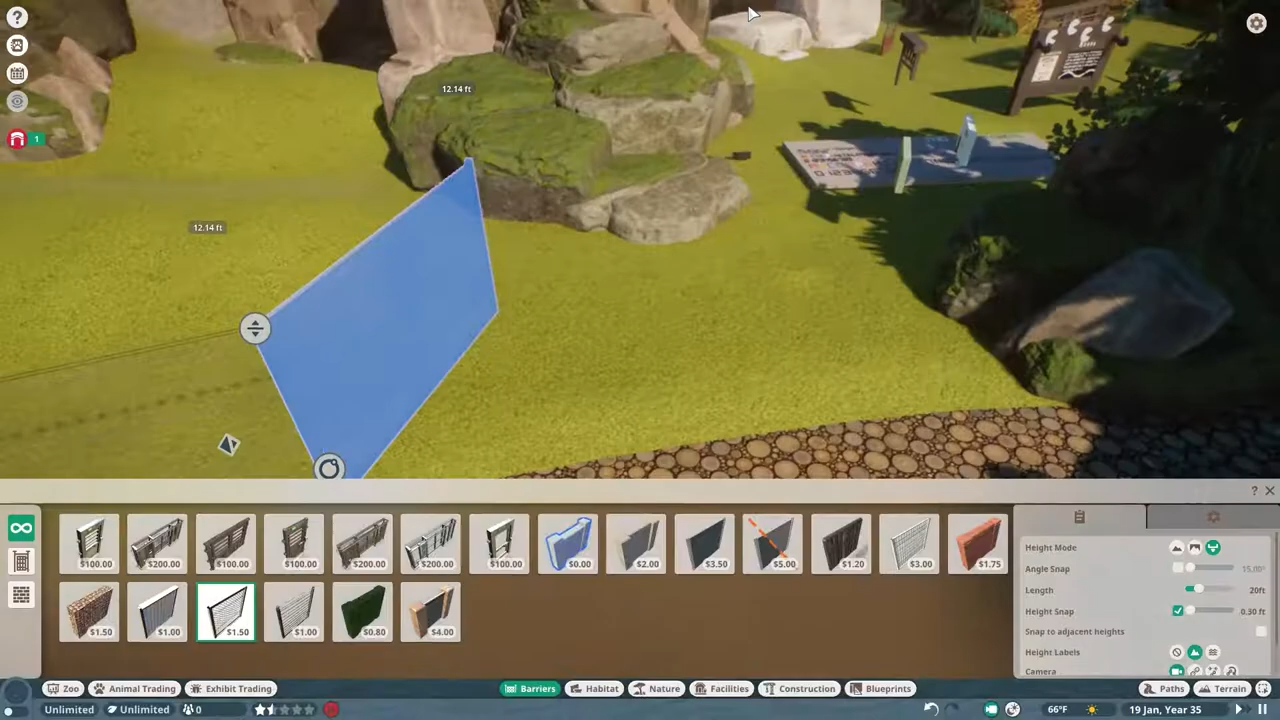 ?
12.14 ft
12.14 ft
1
?
$100.00
$200.00
$100.00
$100.00
$200.00
$200.00
$100.00
$0.00
$2.00
$3.50
$5.00
$1.20
$3.00
$1.75
$1.50
$1.00
$1.50
$1.00
$0.80
$4.00
Height Mode
Angle Snap 15.00°
Length 20ft
Height Snap 0.30 ft
Snap to adjacent heights
Height Labels
Camera
Zoo Animal Trading Exhibit Trading Barriers Habitat Nature Facilities Construction Blueprints Paths Terrain
Unlimited Unlimited 0 66°F 19 Jan, Year 35